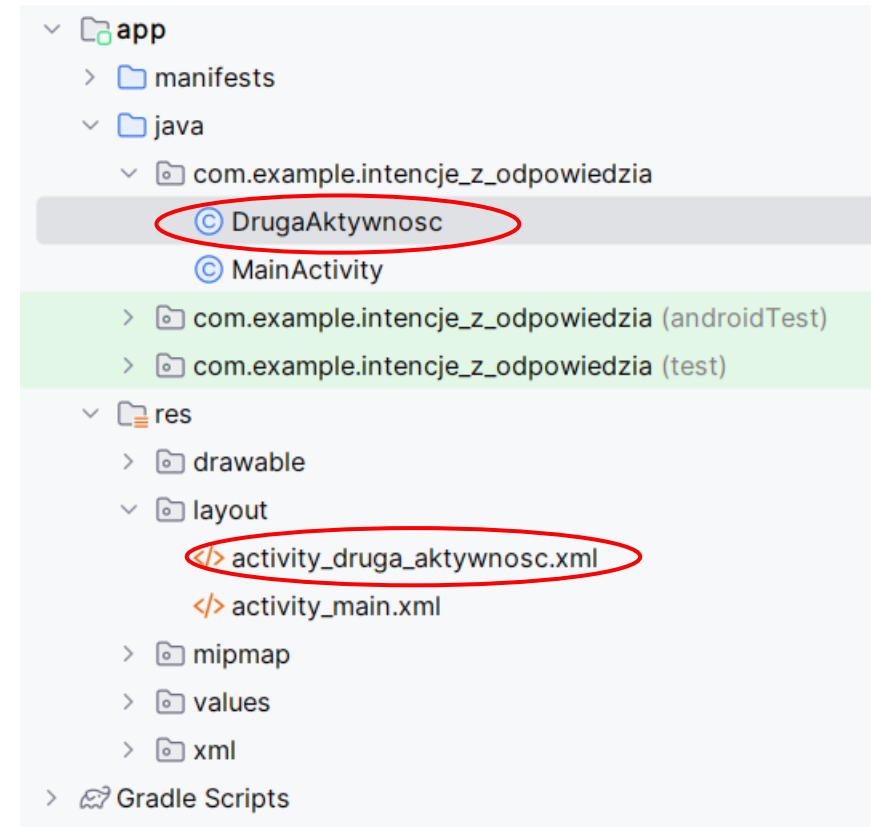 app
manifests
java
com.example.intencje_z_odpowiedzia
DrugaAktywnosc
MainActivity
com.example.intencje_z_odpowiedzia (androidTest)
com.example.intencje_z_odpowiedzia (test)
res
drawable
layout
activity_druga_aktywnosc.xml
activity_main.xml
mipmap
values
xml
Gradle Scripts